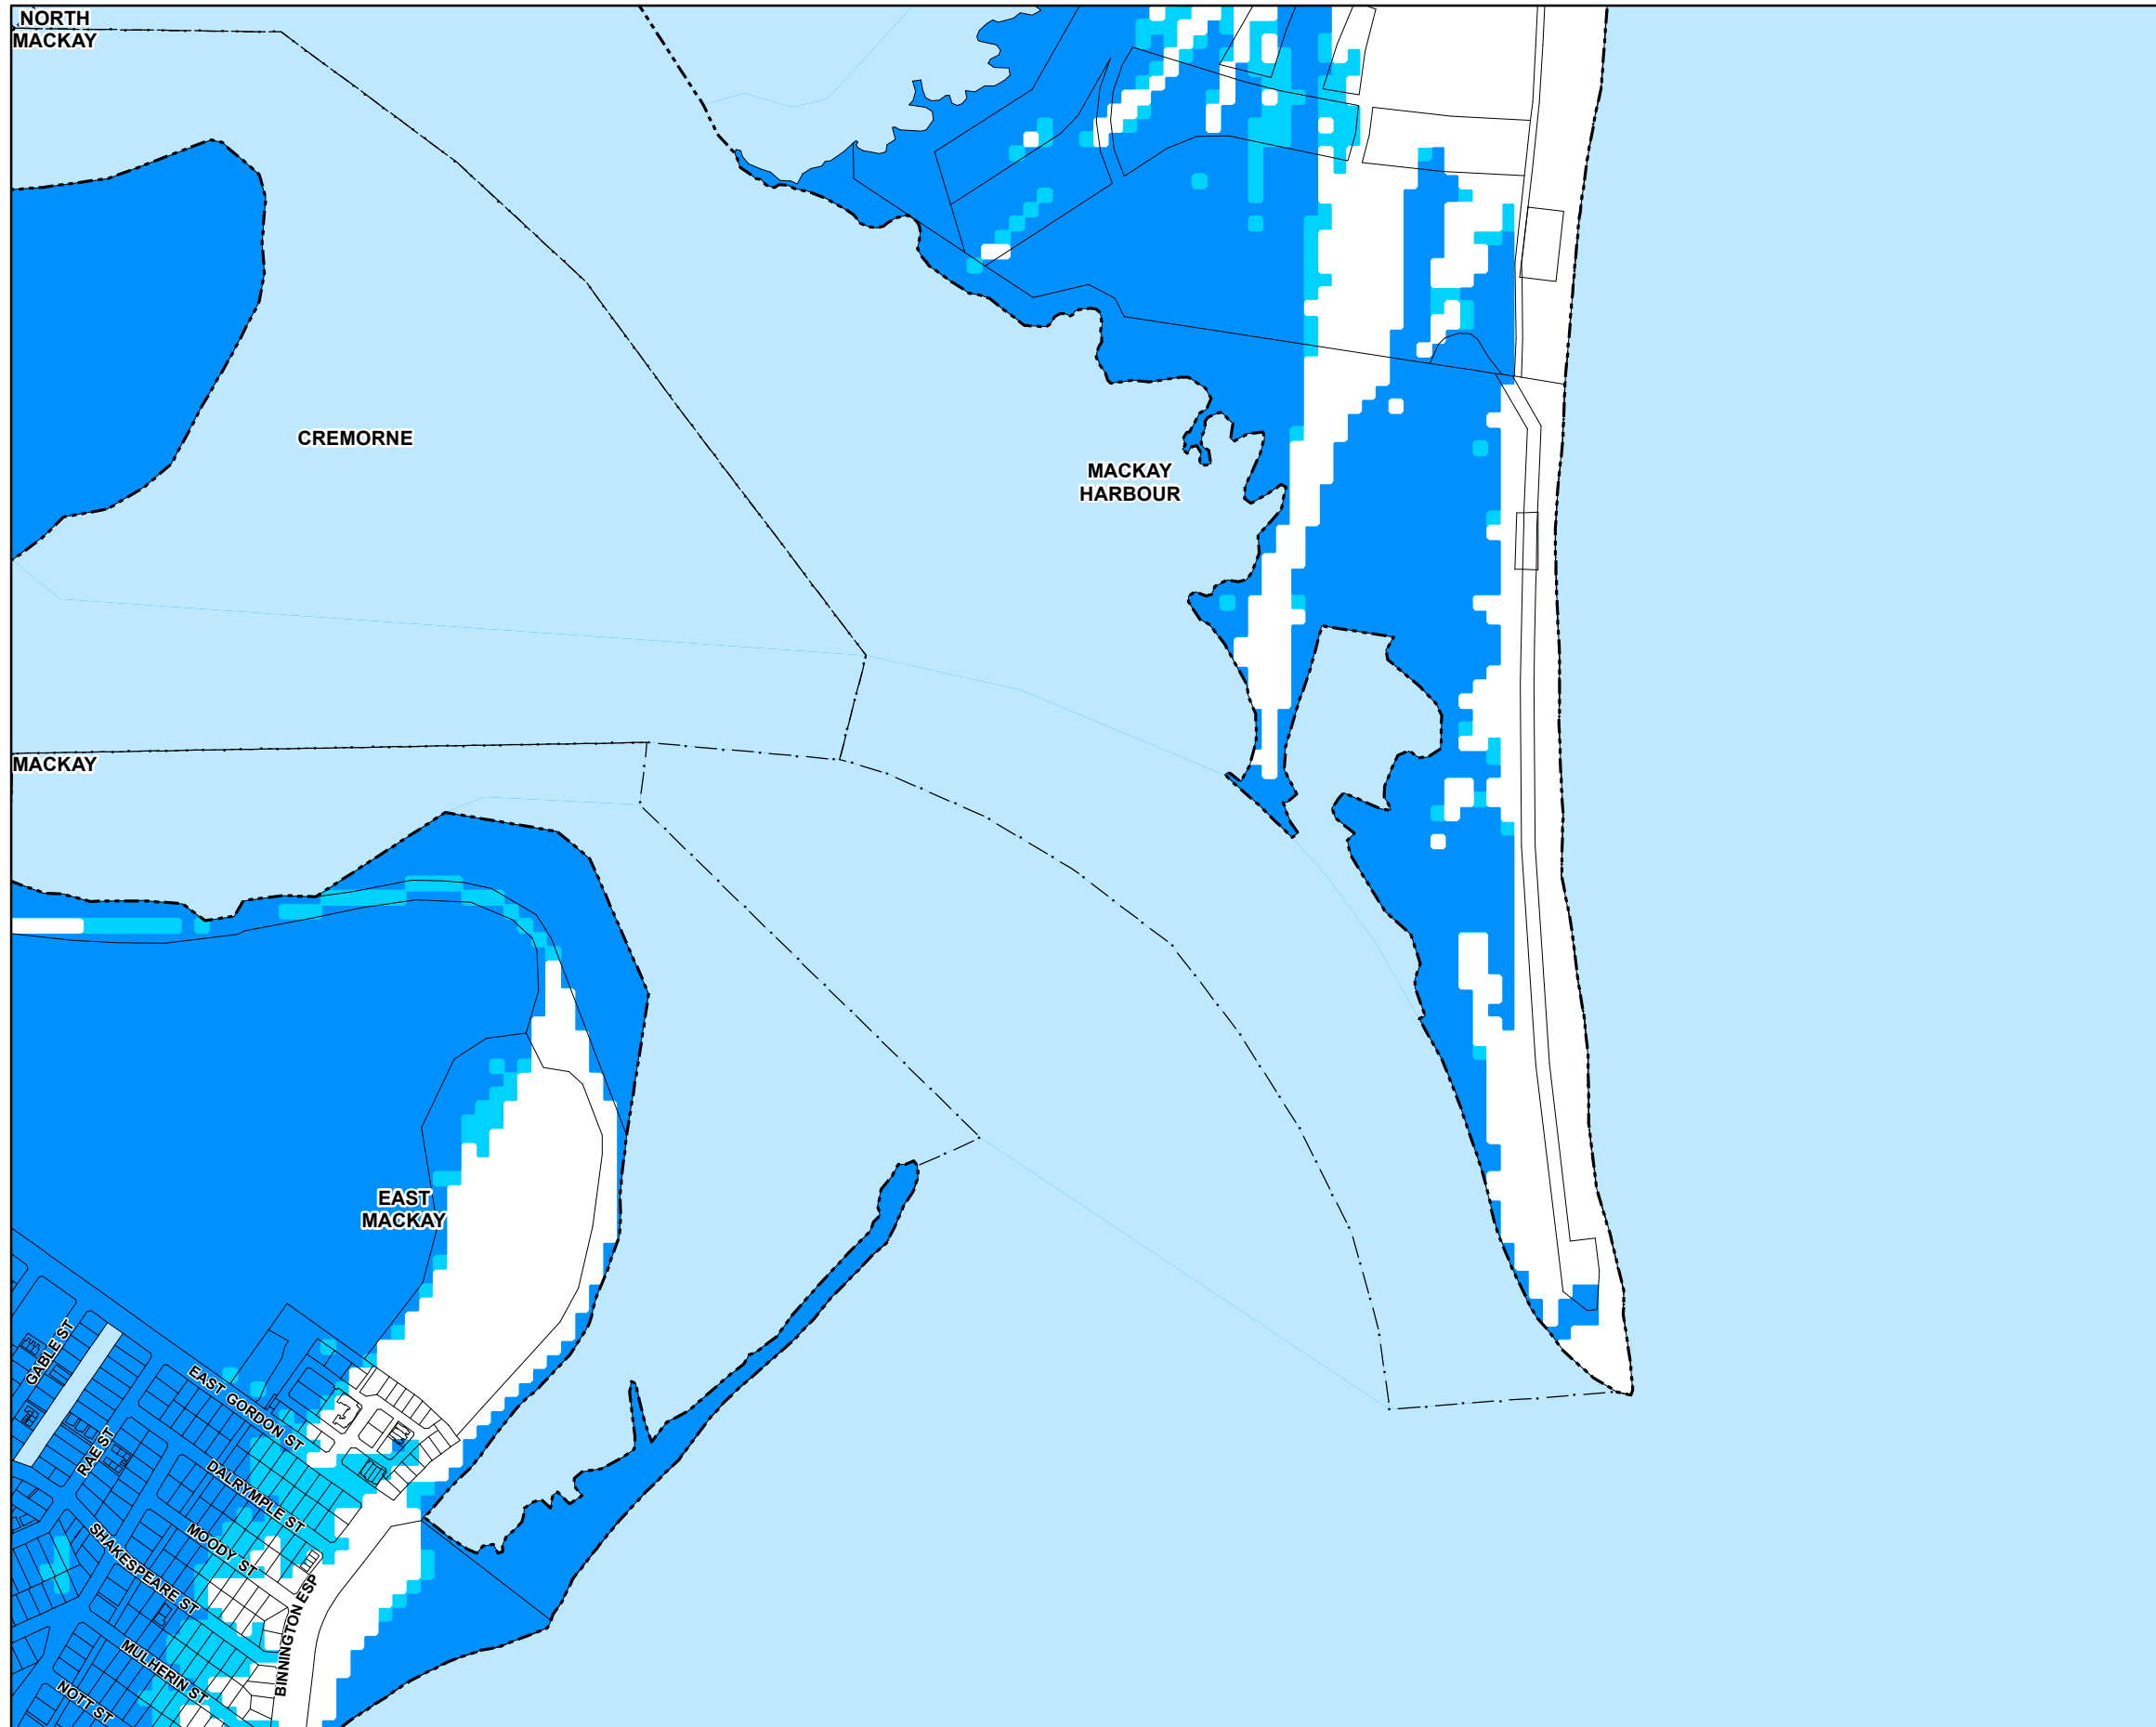 NORTH
MACKAY
CREMORNE
MACKAY
HARBOUR
MACKAY
EAST
MACKAY
GABLE ST
EAST GORDON ST
RAE ST
DALRYMPLE ST
MOODY ST
SHAKESPEARE ST
BINNINGTON ESP
MULHERIN ST
NOTT ST